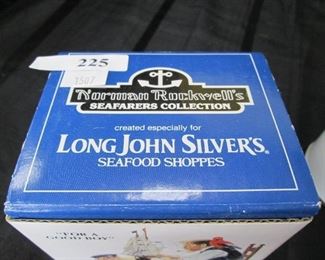 225
1507
Norman Rockwell's
SEAFARERS COLLECTION
created especially for
LONG JOHN SILVER'S®
SEAFOOD SHOPPES
"FOR A
GOOD BOY"